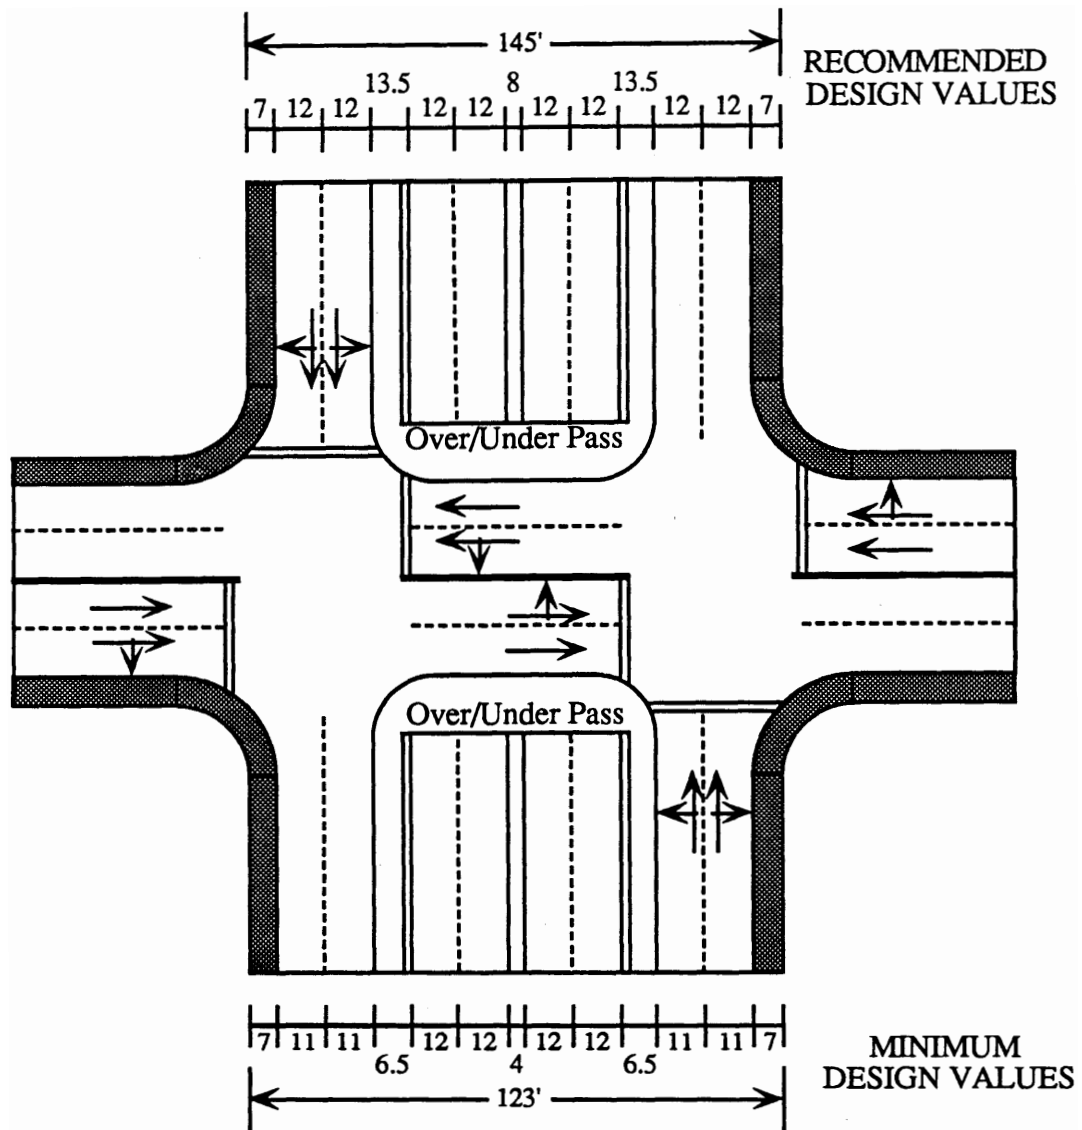 145'
RECOMMENDED
DESIGN VALUES
13.5 8 13.5
7 12 12 12 12 12 12 12 12 7
Over/Under Pass
Over/Under Pass
7 11 11 12 12 12 12 11 11 7
6.5 4 6.5
MINIMUM
DESIGN VALUES
123'